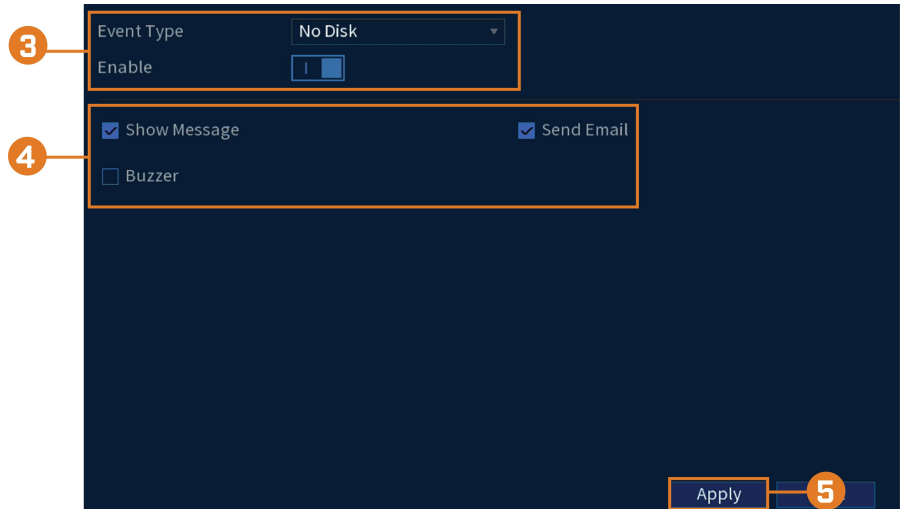 3
Event Type No Disk
Enable
4
Show Message Send Email
Buzzer
Apply 5